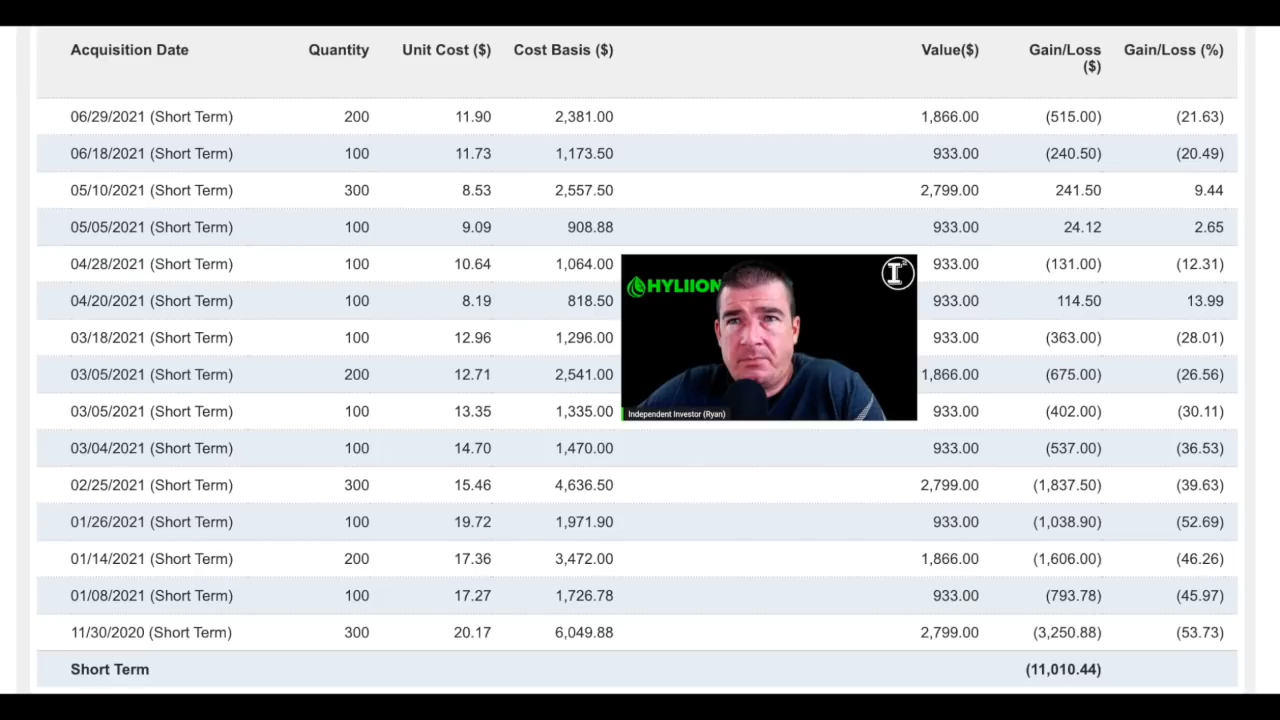 Acquisition Date Quantity Unit Cost ($) Cost Basis ($) Value($) Gain/Loss ($) Gain/Loss (%)
06/29/2021 (Short Term) 200 11.90 2,381.00 1,866.00 (515.00) (21.63)
06/18/2021 (Short Term) 100 11.73 1,173.50 933.00 (240.50) (20.49)
05/10/2021 (Short Term) 300 8.53 2,557.50 2,799.00 241.50 9.44
05/05/2021 (Short Term) 100 9.09 908.88 933.00 24.12 2.65
04/28/2021 (Short Term) 100 10.64 1,064.00 933.00 (131.00) (12.31)
HYLIION
04/20/2021 (Short Term) 100 8.19 818.50 933.00 114.50 13.99
03/18/2021 (Short Term) 100 12.96 1,296.00 933.00 (363.00) (28.01)
03/05/2021 (Short Term) 200 12.71 2,541.00 1,866.00 (675.00) (26.56)
03/05/2021 (Short Term) 100 13.35 1,335.00 933.00 (402.00) (30.11)
Independent Investor (Ryan)
03/04/2021 (Short Term) 100 14.70 1,470.00 933.00 (537.00) (36.53)
02/25/2021 (Short Term) 300 15.46 4,636.50 2,799.00 (1,837.50) (39.63)
01/26/2021 (Short Term) 100 19.72 1,971.90 933.00 (1,038.90) (52.69)
01/14/2021 (Short Term) 200 17.36 3,472.00 1,866.00 (1,606.00) (46.26)
01/08/2021 (Short Term) 100 17.27 1,726.78 933.00 (793.78) (45.97)
11/30/2020 (Short Term) 300 20.17 6,049.88 2,799.00 (3,250.88) (53.73)
Short Term (11,010.44)